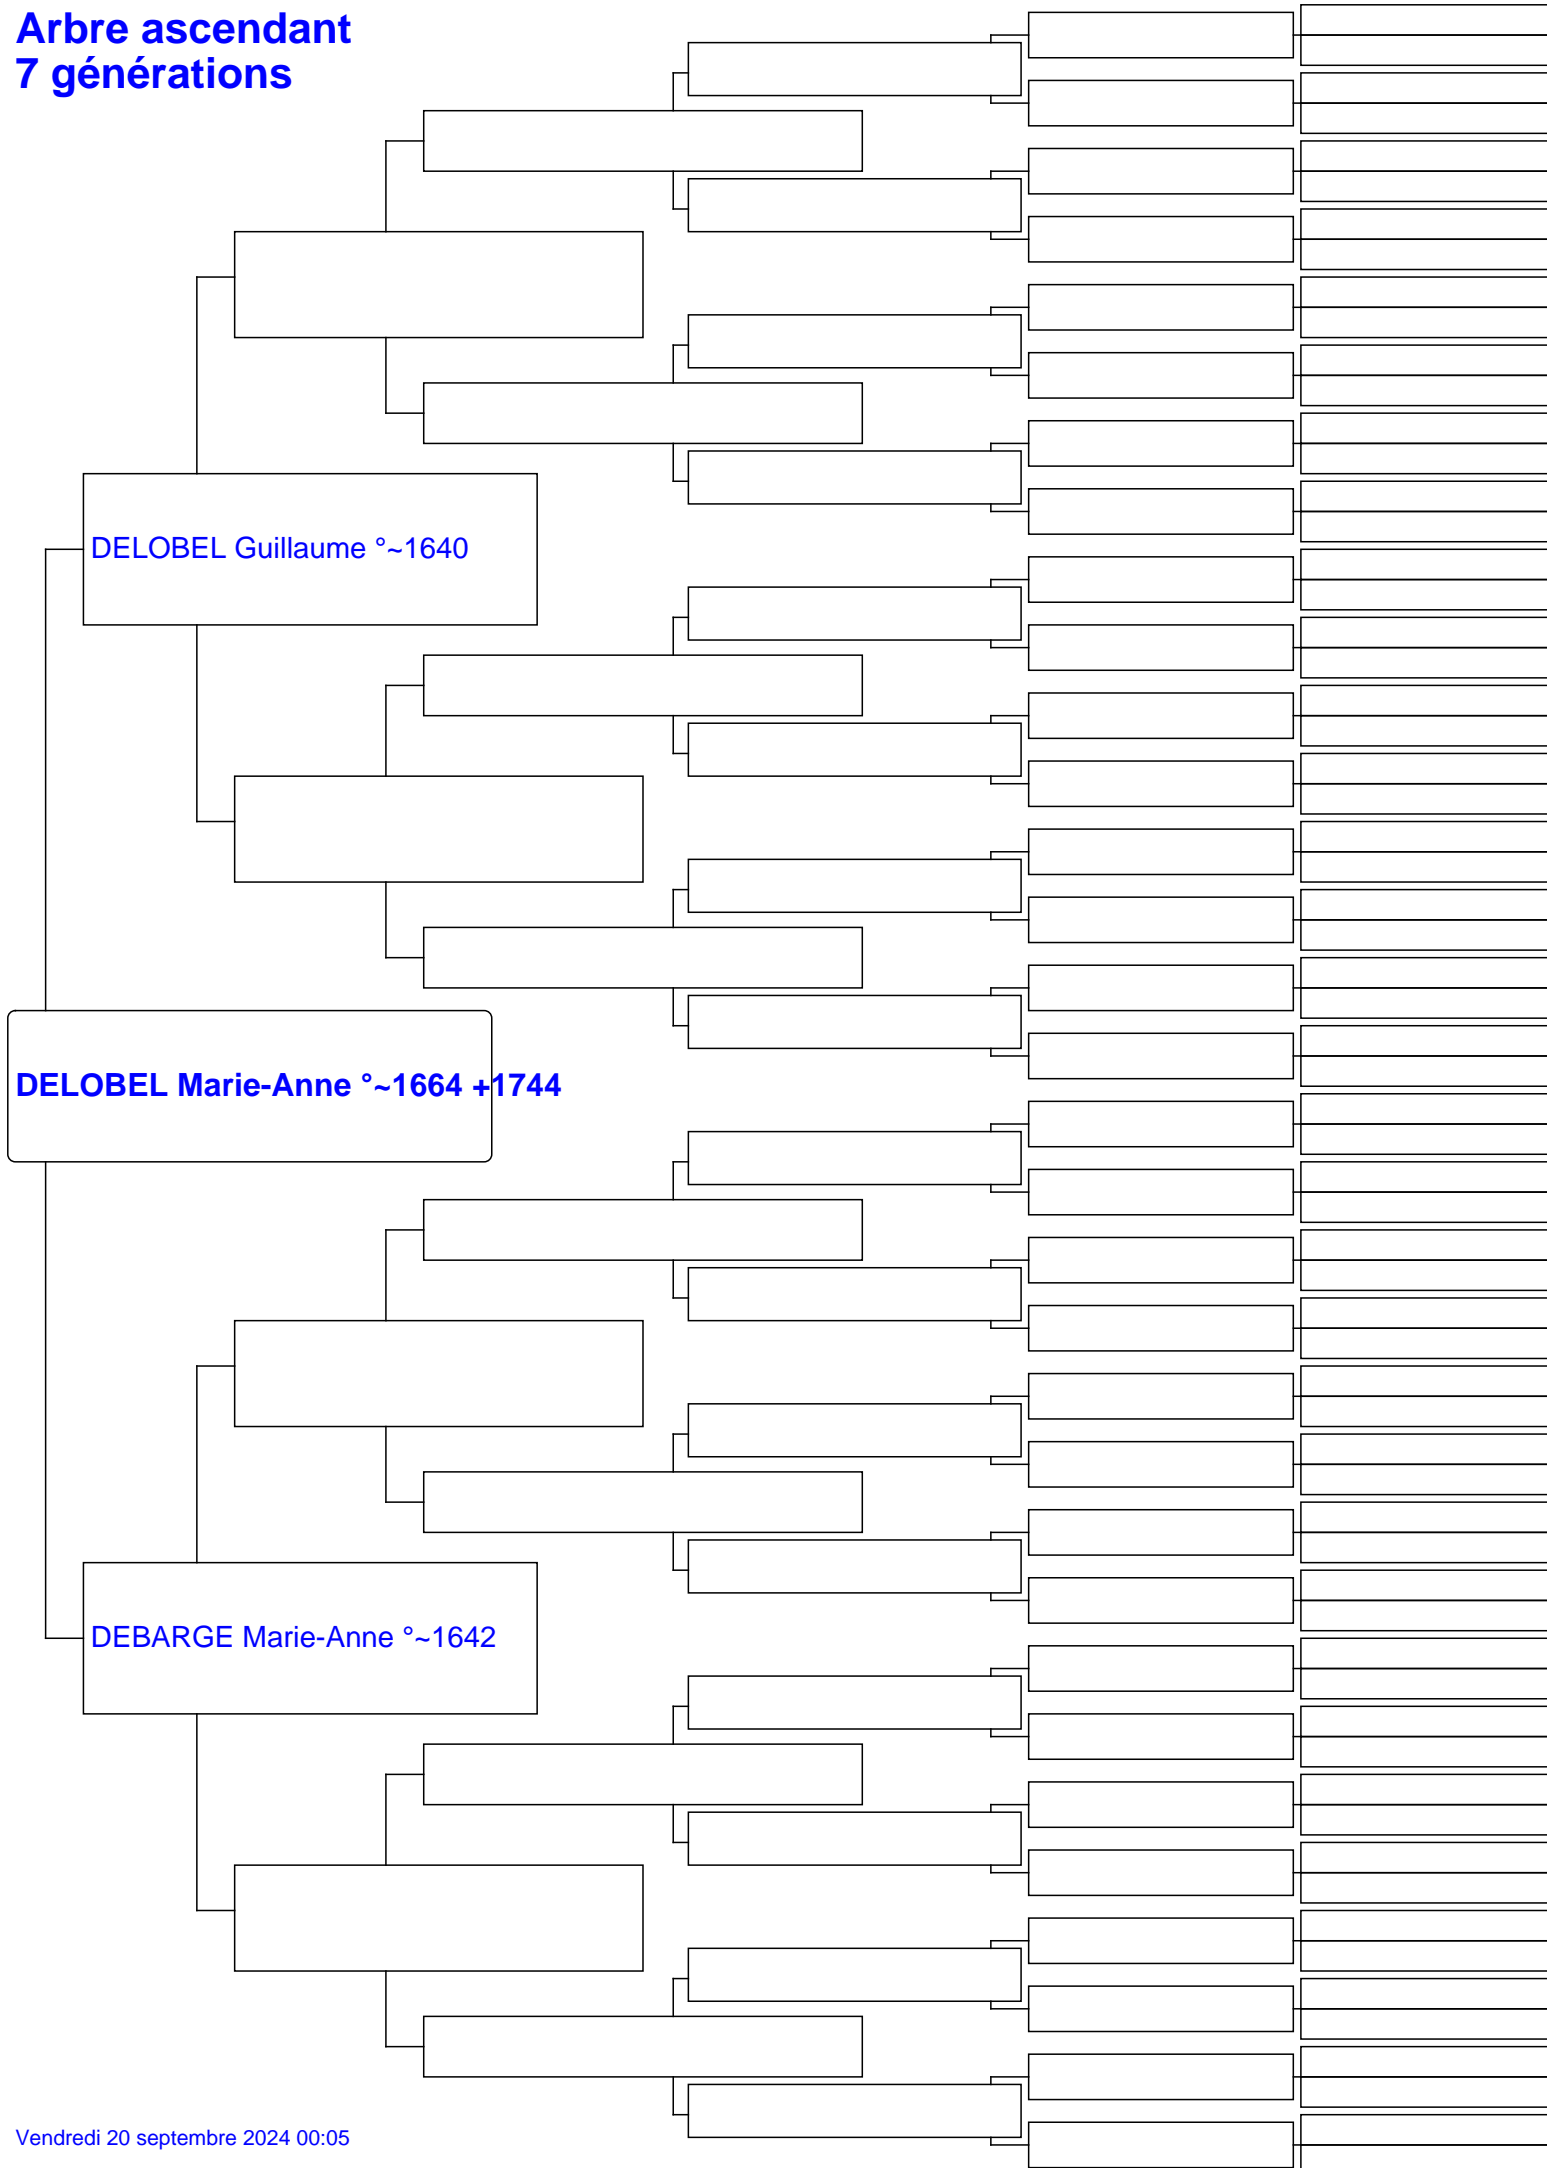 Arbre ascendant
7 générations
DELOBEL Guillaume °~1640
DELOBEL Marie-Anne °~1664 +1744
DEBARGE Marie-Anne °~1642
Vendredi 20 septembre 2024 00:05